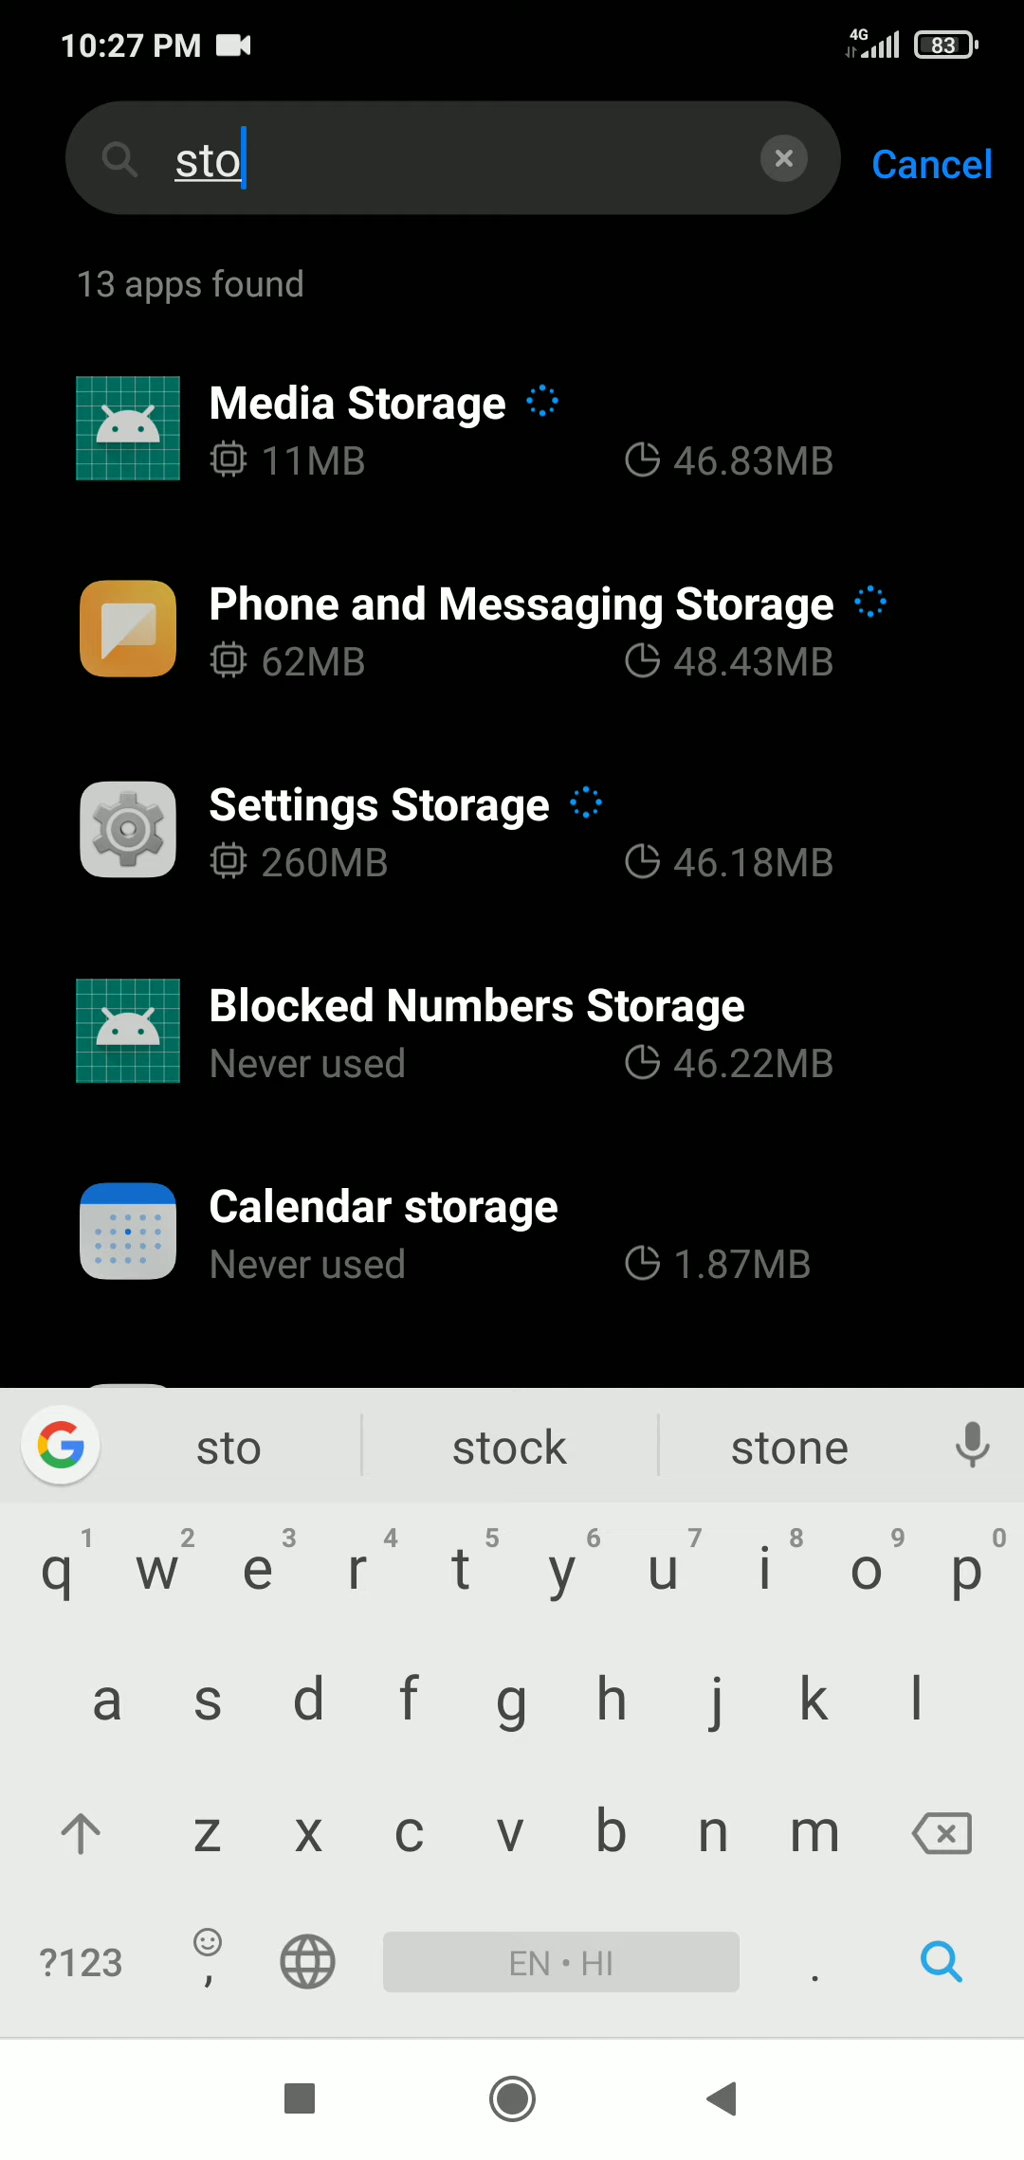 10:27 PM 4G 83
sto Cancel
13 apps found
Media Storage
11MB 46.83MB
Phone and Messaging Storage
62MB 48.43MB
Settings Storage
260MB 46.18MB
Blocked Numbers Storage
Never used 46.22MB
Calendar storage
Never used 1.87MB
G sto stock stone
1 2 3 4 5 6 7 8 9 0
q w e r t y u i o p
a s d f g h j k l
z x c v b n m
?123 , EN • HI .